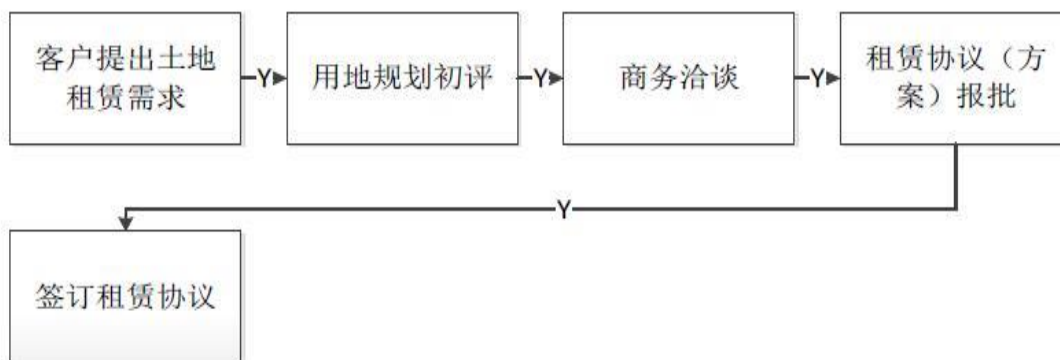 客户提出土地
租赁需求
Y
用地规划初评
Y
商务洽谈
Y
租赁协议（方
案）报批
Y
签订租赁协议